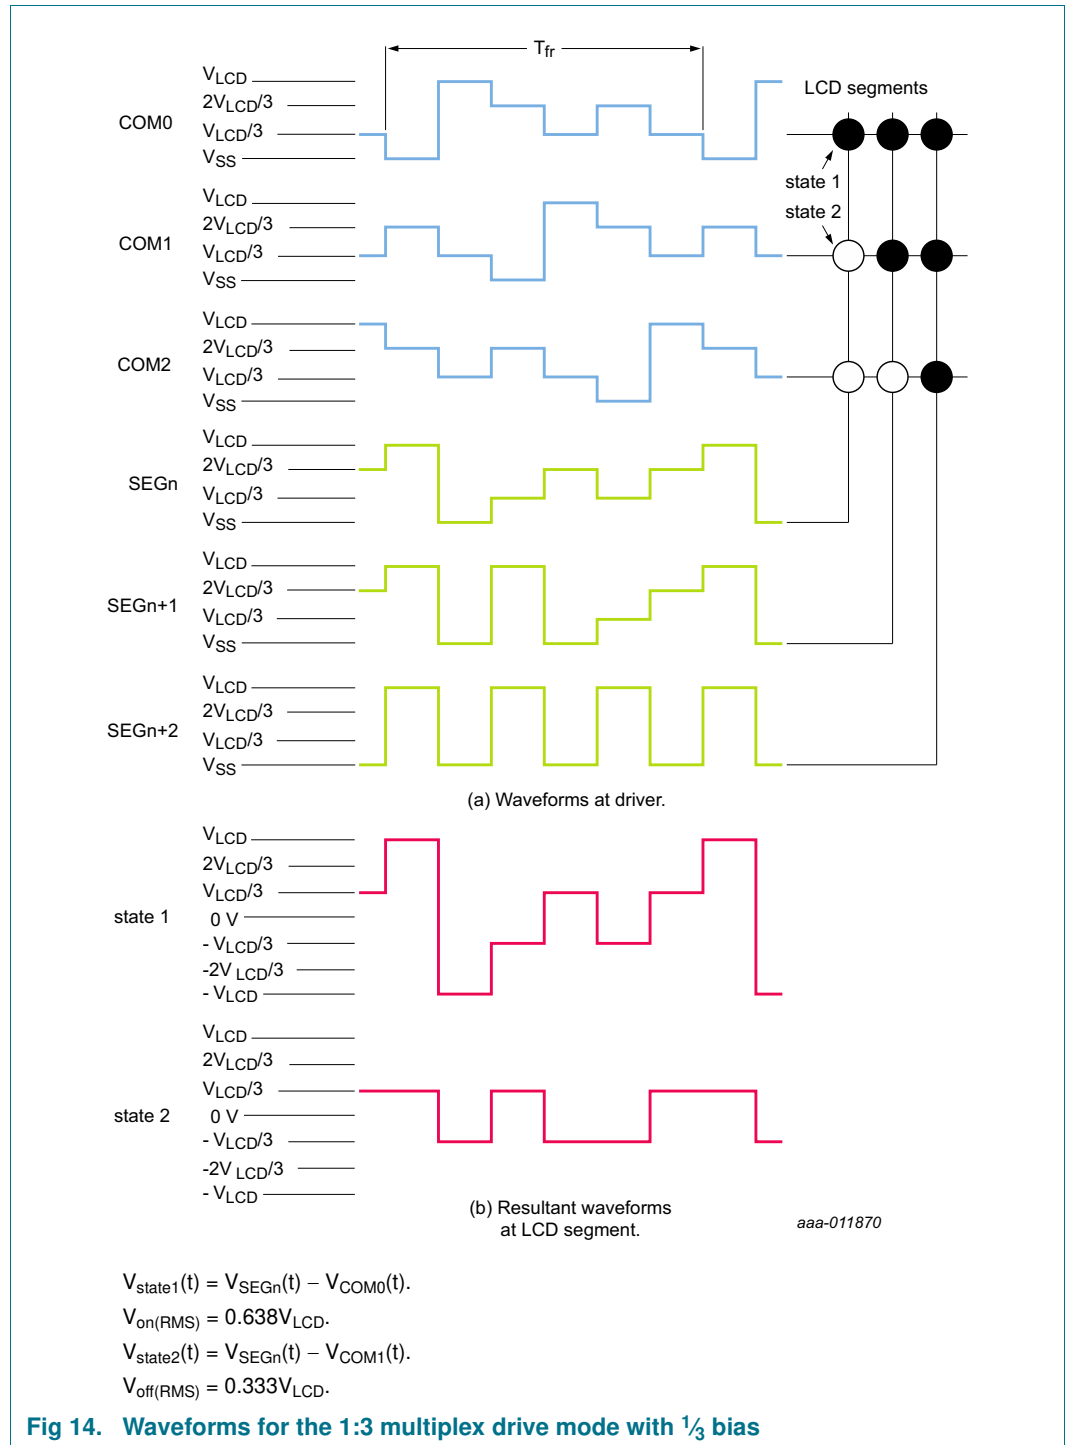 Tfr
VLCD
2VLCD/3
COM0
VLCD/3
VSS
LCD segments
state 1
state 2
VLCD
2VLCD/3
COM1
VLCD/3
VSS
VLCD
2VLCD/3
COM2
VLCD/3
VSS
VLCD
2VLCD/3
SEGn
VLCD/3
VSS
VLCD
2VLCD/3
SEGn+1
VLCD/3
VSS
VLCD
2VLCD/3
SEGn+2
VLCD/3
VSS
(a) Waveforms at driver.
VLCD
2VLCD/3
VLCD/3
state 1
0 V
- VLCD/3
-2V LCD/3
- VLCD
VLCD
2VLCD/3
VLCD/3
state 2
0 V
- VLCD/3
-2V LCD/3
- VLCD
(b) Resultant waveforms
at LCD segment.
aaa-011870
Vstate1(t) = VSEGn(t) − VCOM0(t).
Von(RMS) = 0.638VLCD.
Vstate2(t) = VSEGn(t) − VCOM1(t).
Voff(RMS) = 0.333VLCD.
Fig 14. Waveforms for the 1:3 multiplex drive mode with 1⁄3 bias